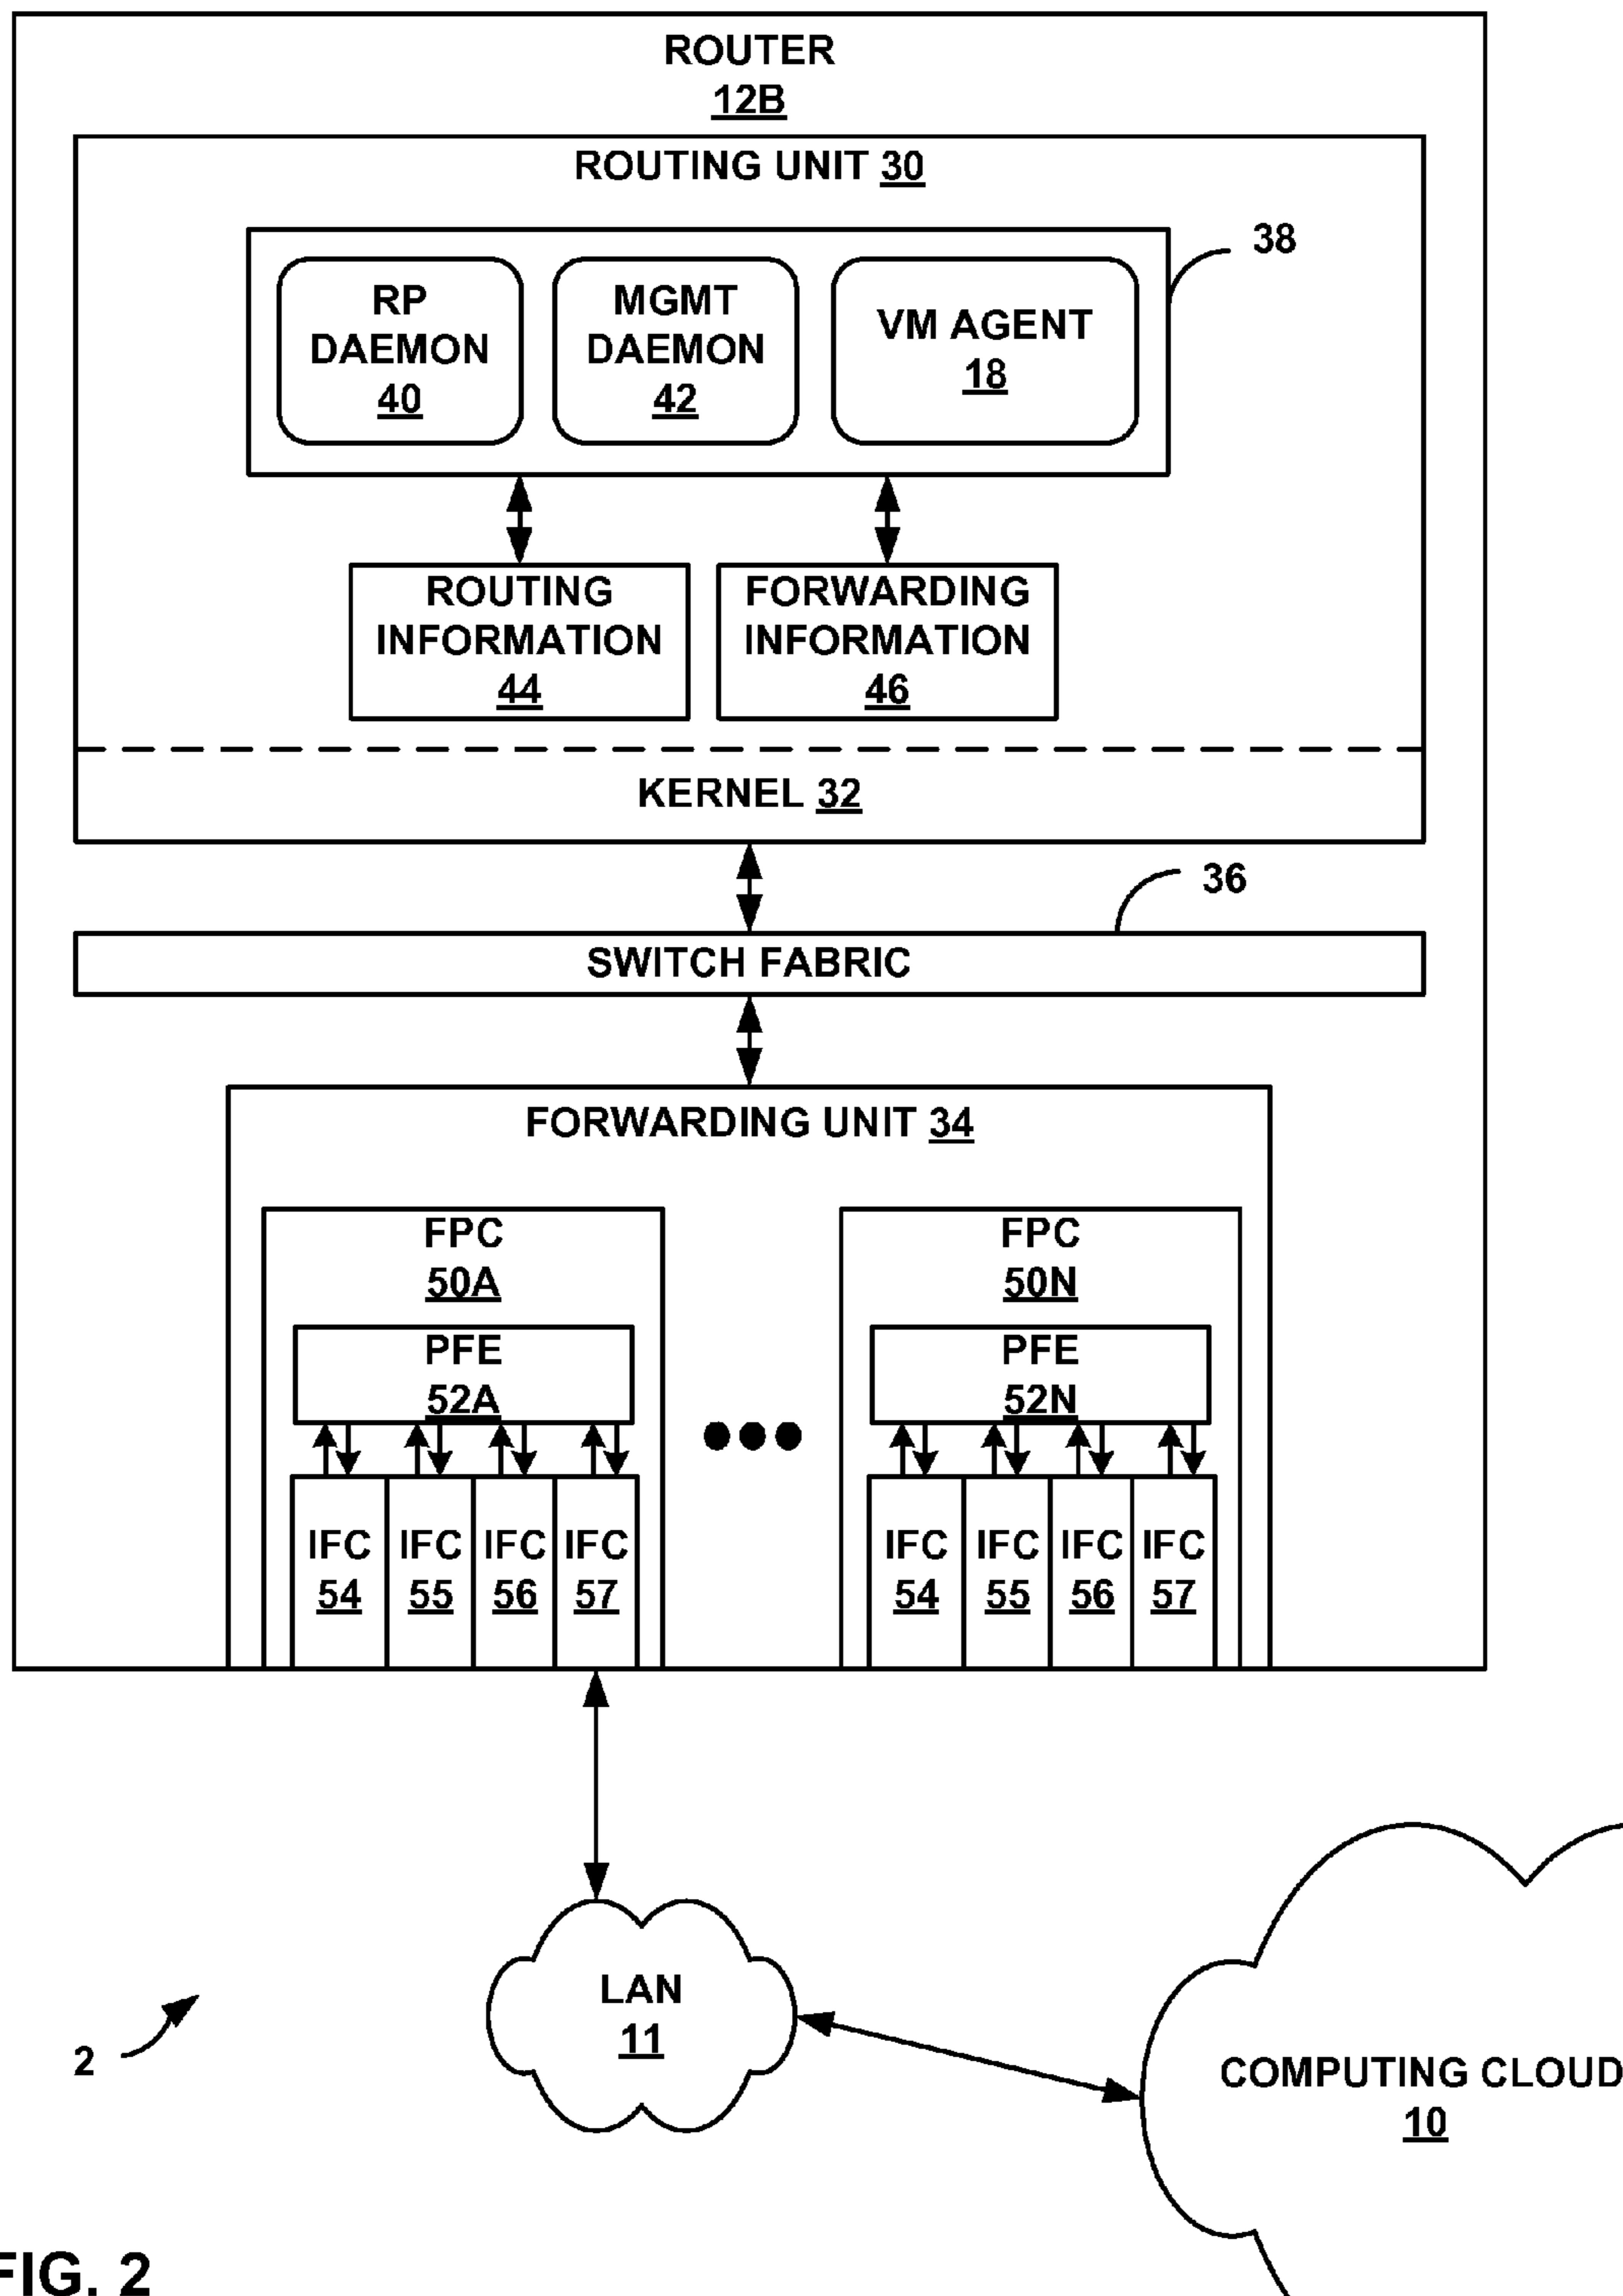 ROUTER
12B
ROUTING UNIT 30
38
RP
DAEMON
40
MGMT
DAEMON
42
VM AGENT
18
ROUTING
INFORMATION
44
FORWARDING
INFORMATION
46
KERNEL 32
36
SWITCH FABRIC
FORWARDING UNIT 34
FPC
50A
PFE
52A
IFC
54
IFC
55
IFC
56
IFC
57
FPC
50N
PFE
52N
IFC
54
IFC
55
IFC
56
IFC
57
LAN
11
2
COMPUTING CLOUD
10
FIG. 2